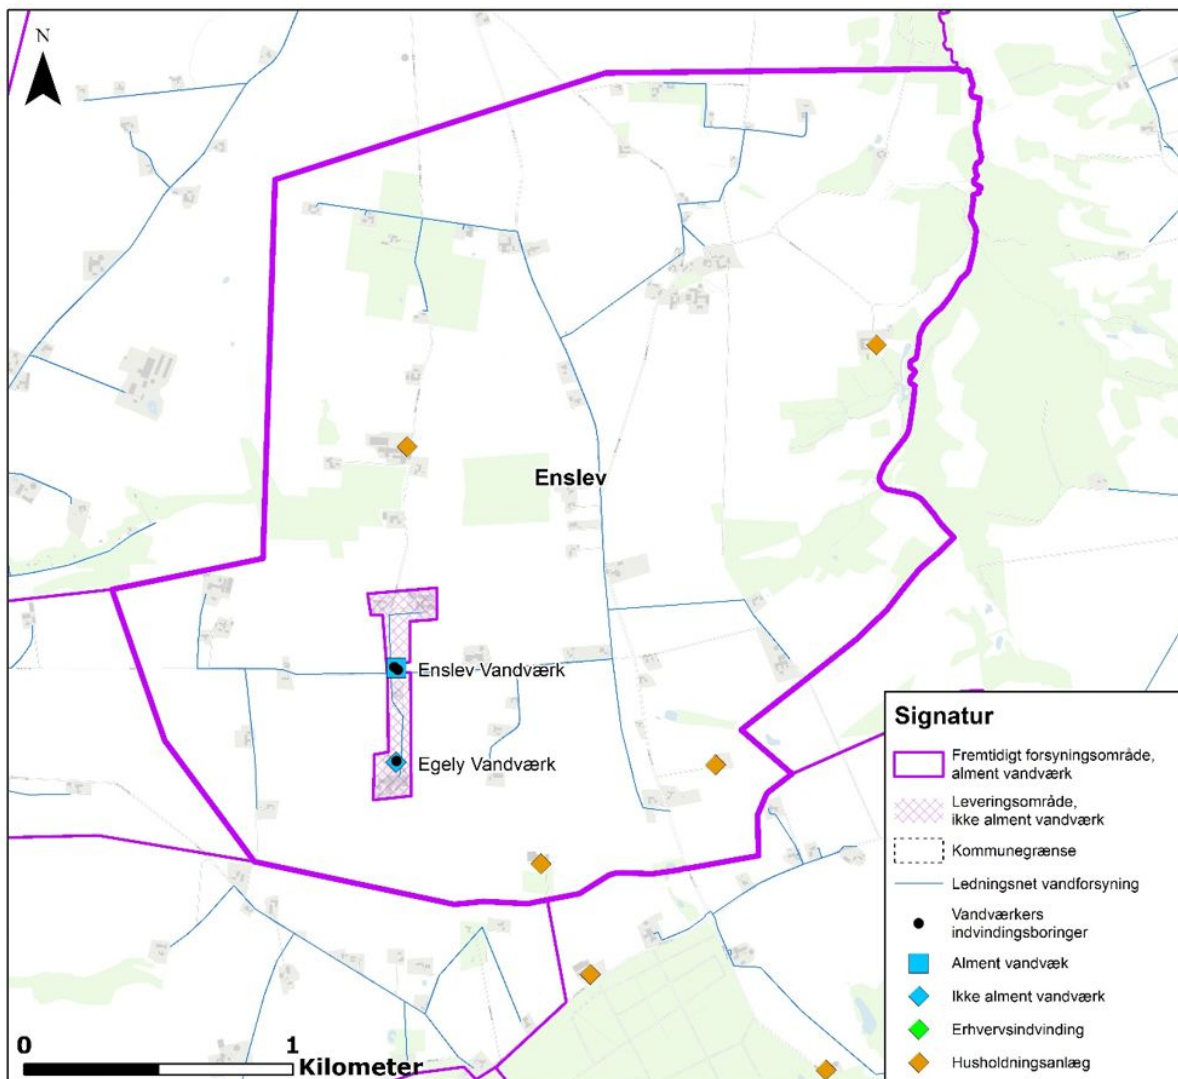 N
Enslev
Enslev Vandværk
Egely Vandværk
Signatur
Fremtidigt forsyningsområde,
alment vandværk
Leveringsområde,
ikke alment vandværk
Kommunegrænse
Ledningsnet vandforsyning
Vandværkers
indvindingsboringer
Alment vandvæk
Ikke alment vandværk
Erhvervsindvinding
Husholdningsanlæg
0 1
Kilometer